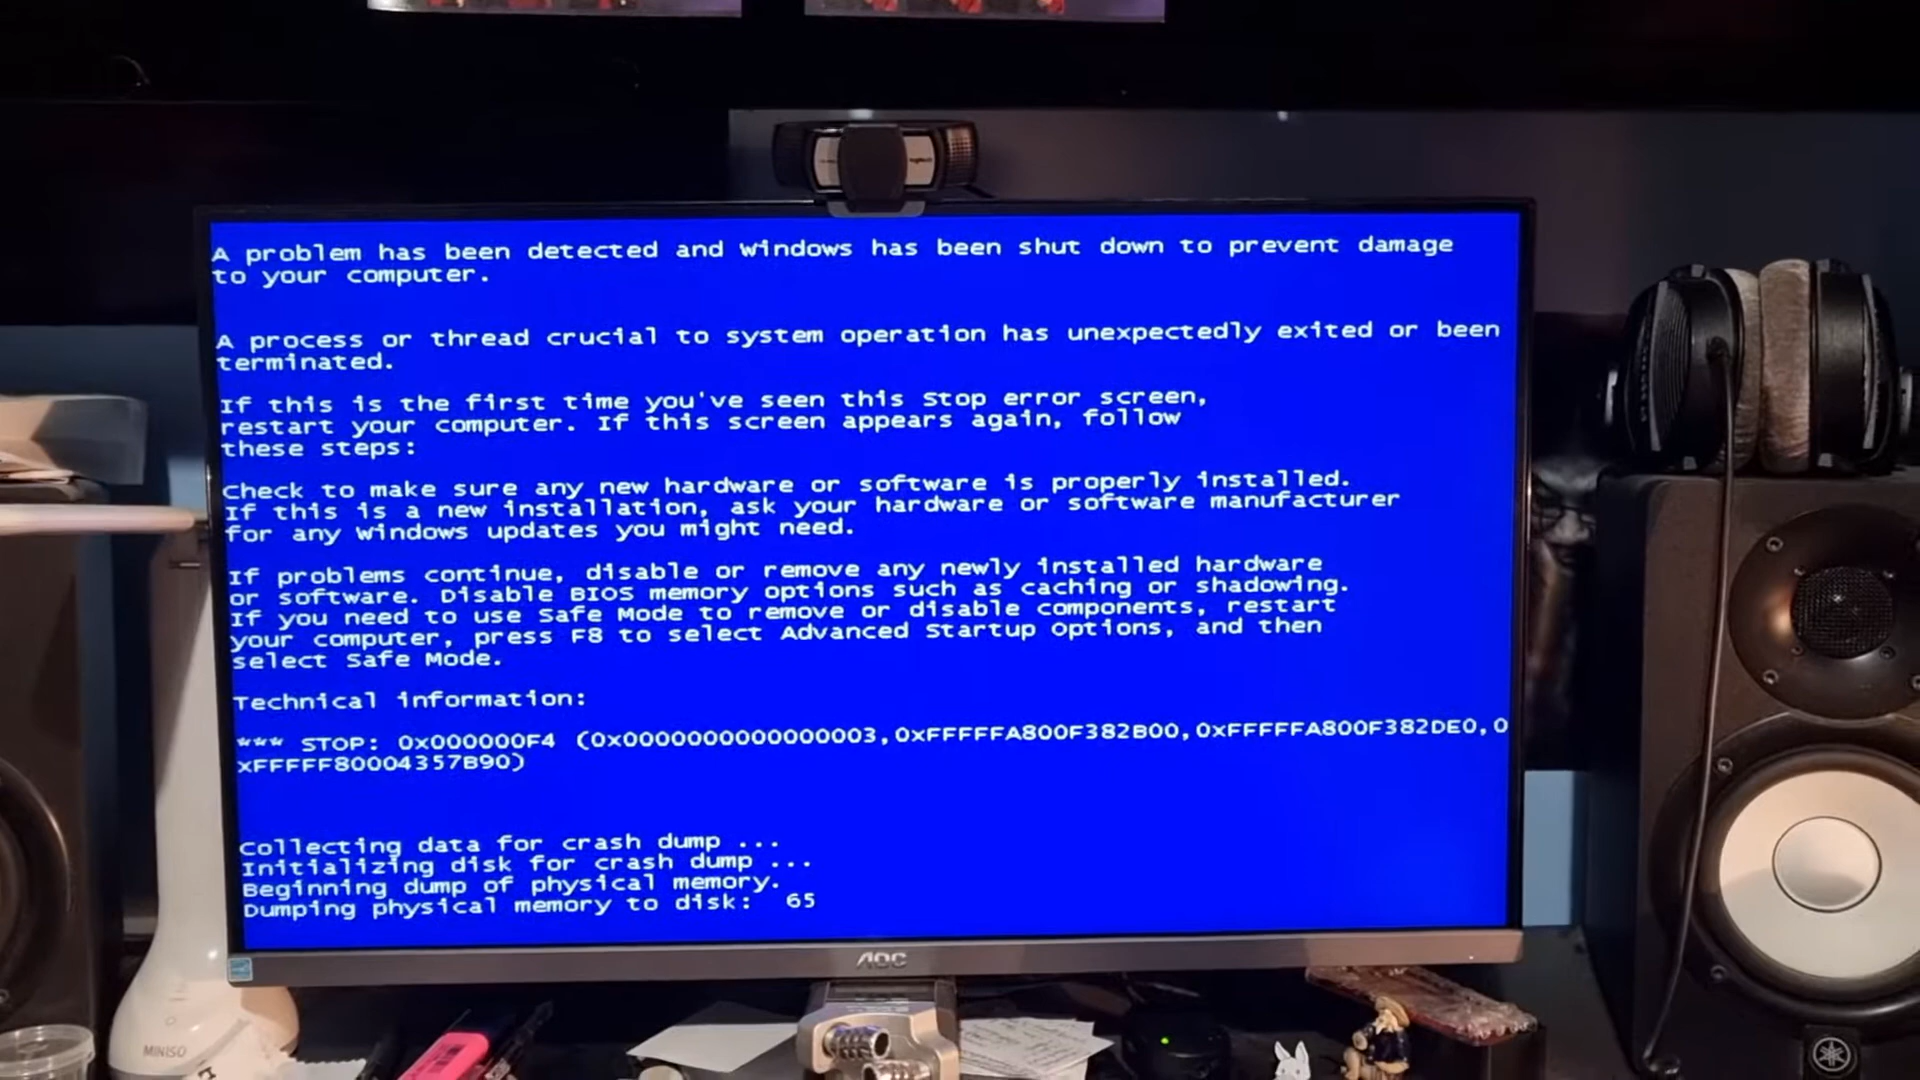 A problem has been detected and windows has been shut down to prevent damage
to your computer.
A process or thread crucial to system operation has unexpectedly exited or been
terminated.
If this is the first time you've seen this Stop error screen,
restart your computer. If this screen appears again, follow
these steps:
Check to make sure any new hardware or software is properly installed.
If this is a new installation, ask your hardware or software manufacturer
for any windows updates you might need.
If problems continue, disable or remove any newly installed hardware
or software. Disable BIOS memory options such as caching or shadowing.
If you need to use Safe Mode to remove or disable components, restart
your computer, press F8 to select Advanced Startup Options, and then
select Safe Mode.
Technical information:
*** STOP: 0x000000F4 (0x0000000000000003,0xFFFFFA800F382B00,0xFFFFFA800F382DE0,0
xFFFFF80004357B90)
Collecting data for crash dump ...
Initializing disk for crash dump ...
Beginning dump of physical memory.
Dumping physical memory to disk: 65
AOC
MINISO
logitech